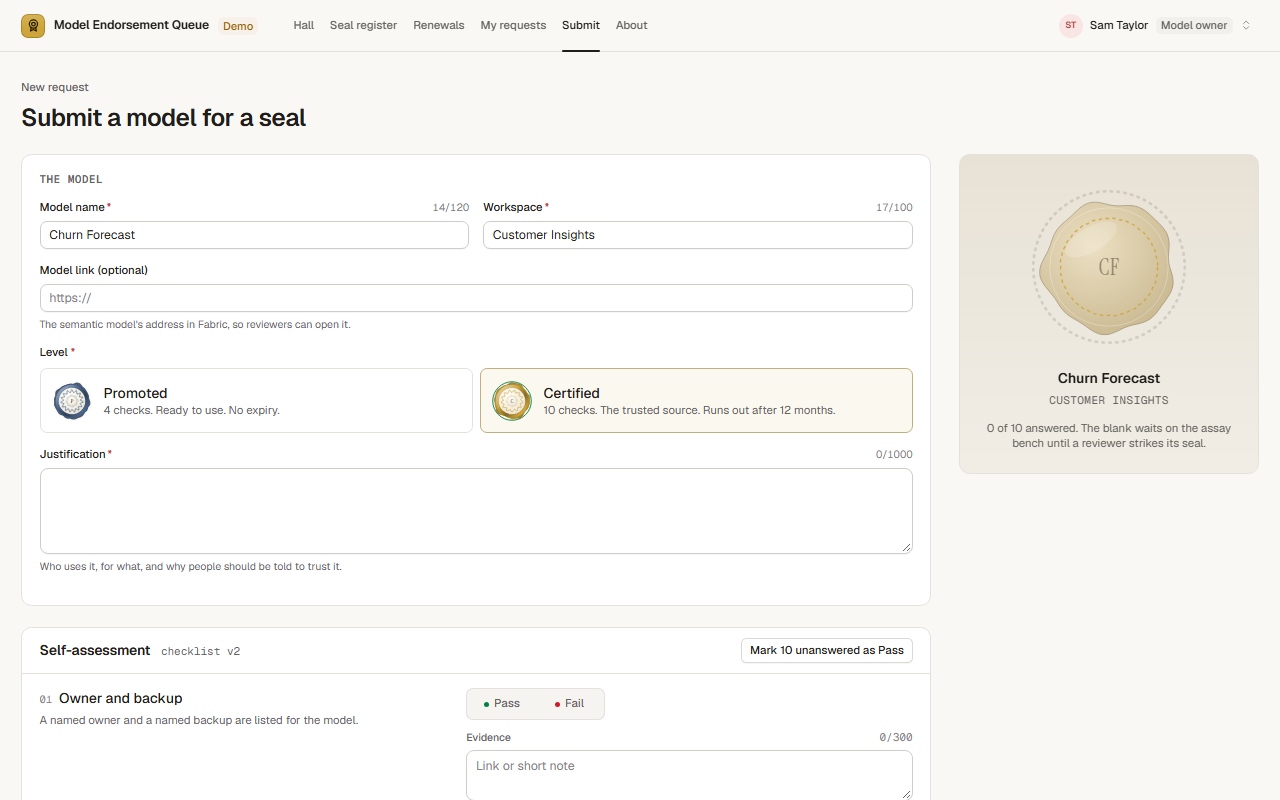 Model Endorsement Queue Demo Hall Seal register Renewals My requests Submit About ST Sam Taylor Model owner
New request
Submit a model for a seal
THE MODEL
Model name* 14/120 Workspace* 17/100
Churn Forecast Customer Insights
Model link (optional)
https://
The semantic model's address in Fabric, so reviewers can open it.
Level *
Promoted
4 checks. Ready to use. No expiry.
Certified
10 checks. The trusted source. Runs out after 12 months.
Justification* 0/1000
Who uses it, for what, and why people should be told to trust it.
CF
Churn Forecast
CUSTOMER INSIGHTS
0 of 10 answered. The blank waits on the assay
bench until a reviewer strikes its seal.
Self-assessment checklist v2 Mark 10 unanswered as Pass
01 Owner and backup Pass Fail
A named owner and a named backup are listed for the model.
Evidence 0/300
Link or short note